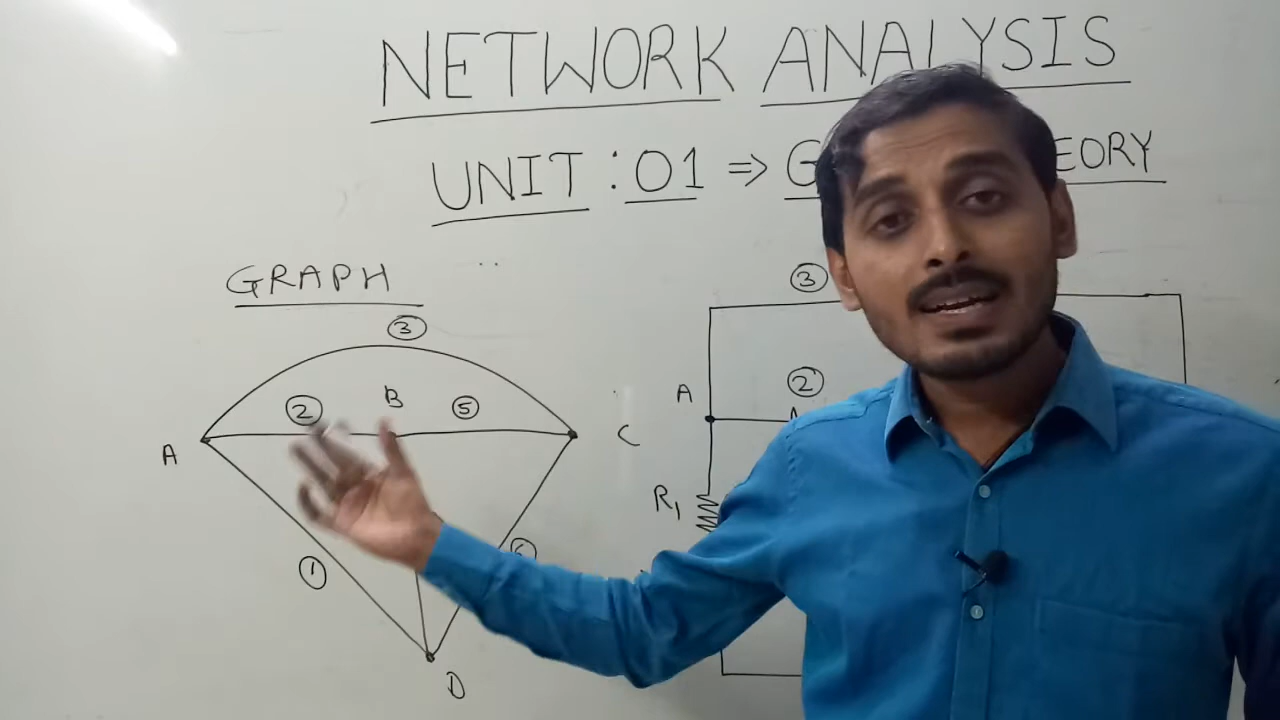 NETWORK ANALYSIS
UNIT : 01 => G EORY
GRAPH
③
③
②
B
⑤
②
A
C
A
R1
①
D